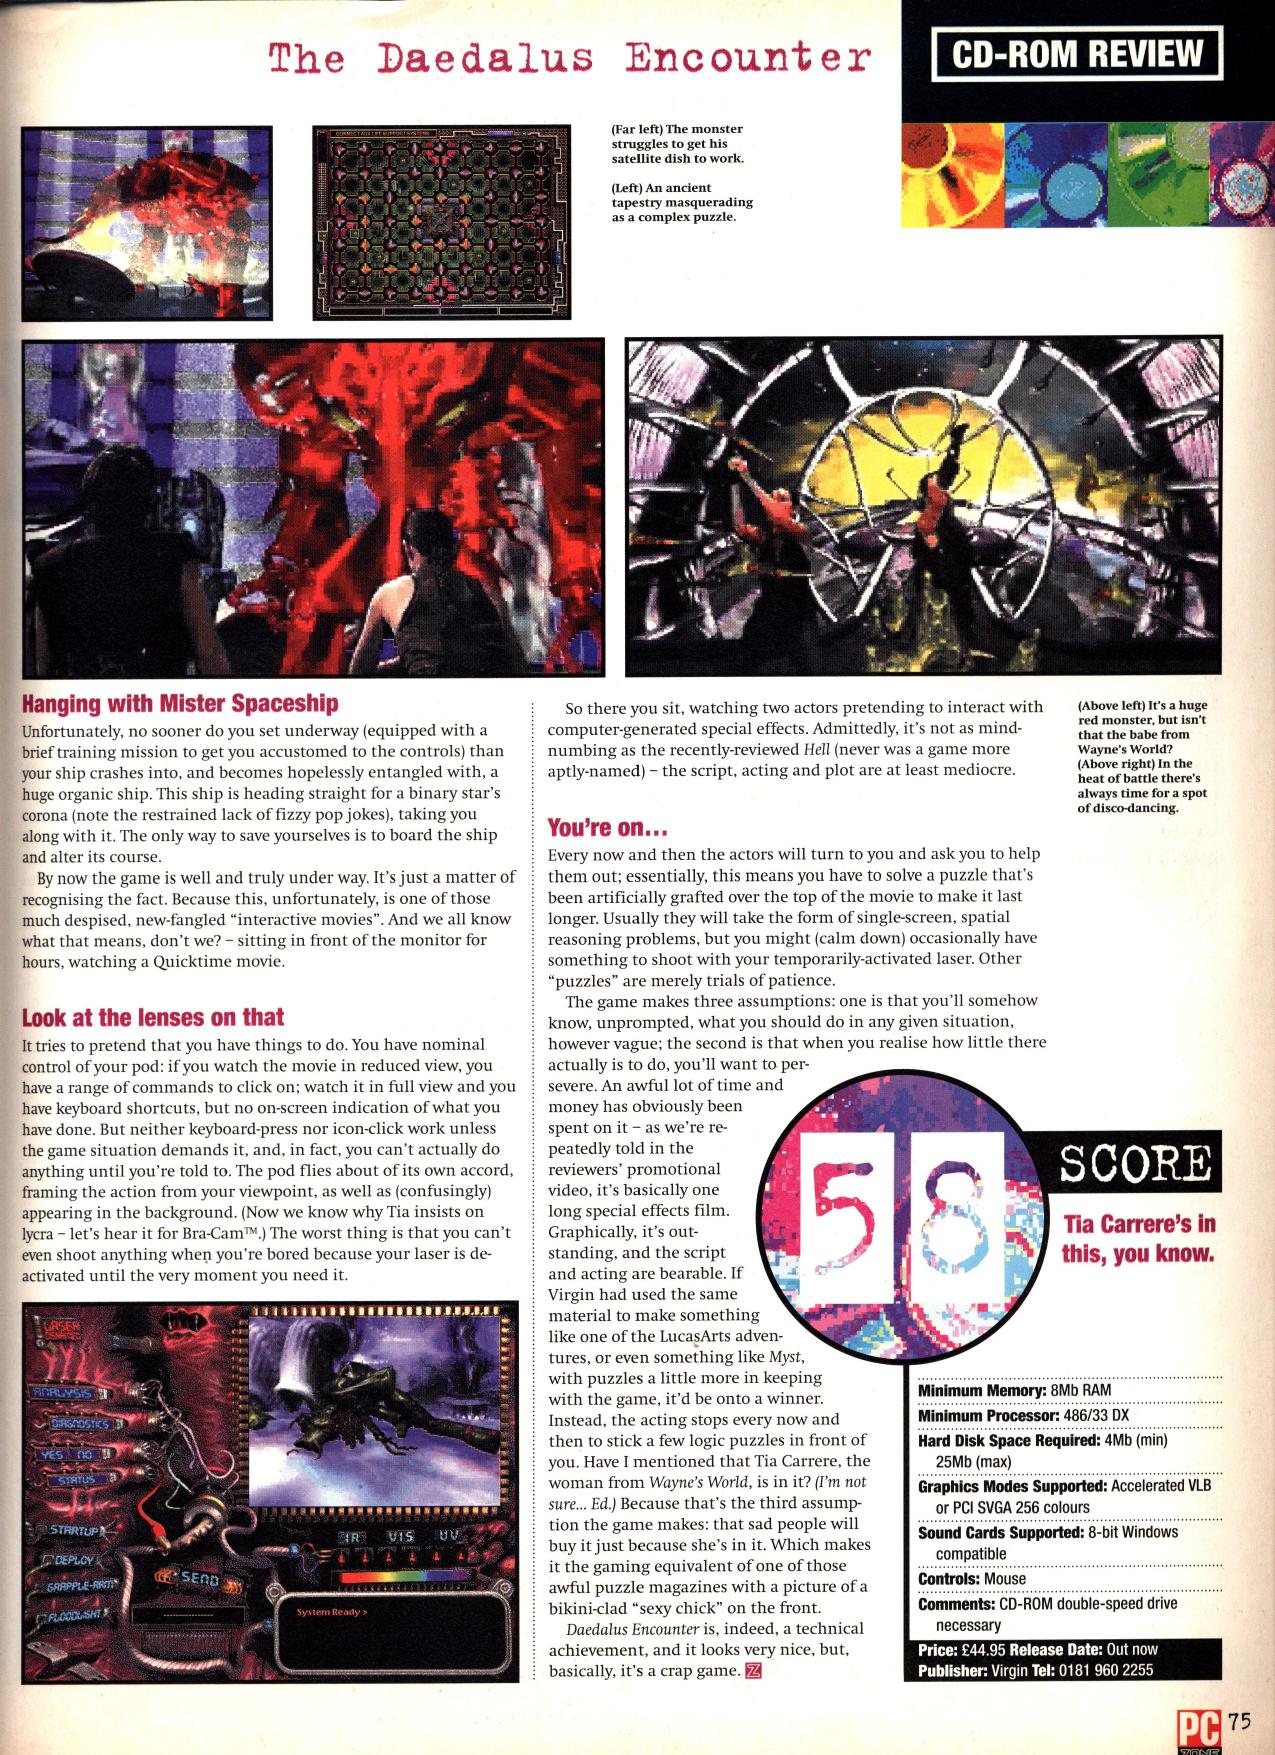 The Daedalus Encounter
CD-ROM REVIEW
CONNECT AUX LIFE SUPPORT SYSTEMS
(Far left) The monster
struggles to get his
satellite dish to work.
(Left) An ancient
tapestry masquerading
as a complex puzzle.
Hanging with Mister Spaceship
Unfortunately, no sooner do you set underway (equipped with a
brief training mission to get you accustomed to the controls) than
your ship crashes into, and becomes hopelessly entangled with, a
huge organic ship. This ship is heading straight for a binary star's
corona (note the restrained lack of fizzy pop jokes), taking you
along with it. The only way to save yourselves is to board the ship
and alter its course.
By now the game is well and truly under way. It's just a matter of
recognising the fact. Because this, unfortunately, is one of those
much despised, new-fangled “interactive movies”. And we all know
what that means, don't we? – sitting in front of the monitor for
hours, watching a Quicktime movie.
Look at the lenses on that
It tries to pretend that you have things to do. You have nominal
control of your pod: if you watch the movie in reduced view, you
have a range of commands to click on; watch it in full view and you
have keyboard shortcuts, but no on-screen indication of what you
have done. But neither keyboard-press nor icon-click work unless
the game situation demands it, and, in fact, you can't actually do
anything until you're told to. The pod flies about of its own accord,
framing the action from your viewpoint, as well as (confusingly)
appearing in the background. (Now we know why Tia insists on
lycra – let's hear it for Bra-Cam™.) The worst thing is that you can't
even shoot anything when you're bored because your laser is de-
activated until the very moment you need it.
LASER
ANALYSIS
DIAGNOSTICS
YES NO
STATUS
STARTUP
DEPLOY
GRAPPLE-ARM
FLOODLIGHT
SEND
IR VIS UV
System Ready >
So there you sit, watching two actors pretending to interact with
computer-generated special effects. Admittedly, it's not as mind-
numbing as the recently-reviewed Hell (never was a game more
aptly-named) – the script, acting and plot are at least mediocre.
You're on...
Every now and then the actors will turn to you and ask you to help
them out; essentially, this means you have to solve a puzzle that's
been artificially grafted over the top of the movie to make it last
longer. Usually they will take the form of single-screen, spatial
reasoning problems, but you might (calm down) occasionally have
something to shoot with your temporarily-activated laser. Other
“puzzles” are merely trials of patience.
The game makes three assumptions: one is that you'll somehow
know, unprompted, what you should do in any given situation,
however vague; the second is that when you realise how little there
actually is to do, you'll want to per-
severe. An awful lot of time and
money has obviously been
spent on it – as we're re-
peatedly told in the
reviewers' promotional
video, it's basically one
long special effects film.
Graphically, it's out-
standing, and the script
and acting are bearable. If
Virgin had used the same
material to make something
like one of the LucasArts adven-
tures, or even something like Myst,
with puzzles a little more in keeping
with the game, it'd be onto a winner.
Instead, the acting stops every now and
then to stick a few logic puzzles in front of
you. Have I mentioned that Tia Carrere, the
woman from Wayne's World, is in it? (I'm not
sure... Ed.) Because that's the third assump-
tion the game makes: that sad people will
buy it just because she's in it. Which makes
it the gaming equivalent of one of those
awful puzzle magazines with a picture of a
bikini-clad “sexy chick” on the front.
Daedalus Encounter is, indeed, a technical
achievement, and it looks very nice, but,
basically, it's a crap game. Z
(Above left) It's a huge
red monster, but isn't
that the babe from
Wayne's World?
(Above right) In the
heat of battle there's
always time for a spot
of disco-dancing.
58
SCORE
Tia Carrere's in
this, you know.
Minimum Memory: 8Mb RAM
Minimum Processor: 486/33 DX
Hard Disk Space Required: 4Mb (min)
25Mb (max)
Graphics Modes Supported: Accelerated VLB
or PCI SVGA 256 colours
Sound Cards Supported: 8-bit Windows
compatible
Controls: Mouse
Comments: CD-ROM double-speed drive
necessary
Price: £44.95 Release Date: Out now
Publisher: Virgin Tel: 0181 960 2255
PC
ZONE
75